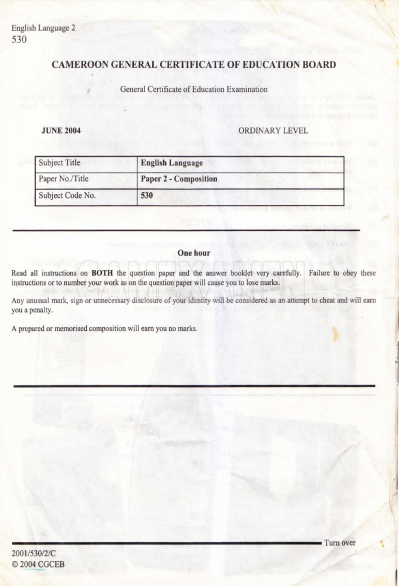 English Language 2
530
CAMEROON GENERAL CERTIFICATE OF EDUCATION BOARD
General Certificate of Education Examination
JUNE 2004 ORDINARY LEVEL
Subject Title English Language
Paper No./Title Paper 2 - Composition
Subject Code No. 530
One hour
Read all instructions on BOTH the question paper and the answer booklet very carefully. Failure to obey these
instructions or to number your work as on the question paper will cause you to lose marks.
Any unusual mark, sign or unnecessary disclosure of your identity will be considered as an attempt to cheat and will earn
you a penalty.
A prepared or memorised composition will earn you no marks.
Turn over
2001/530/2/C
© 2004 CGCEB